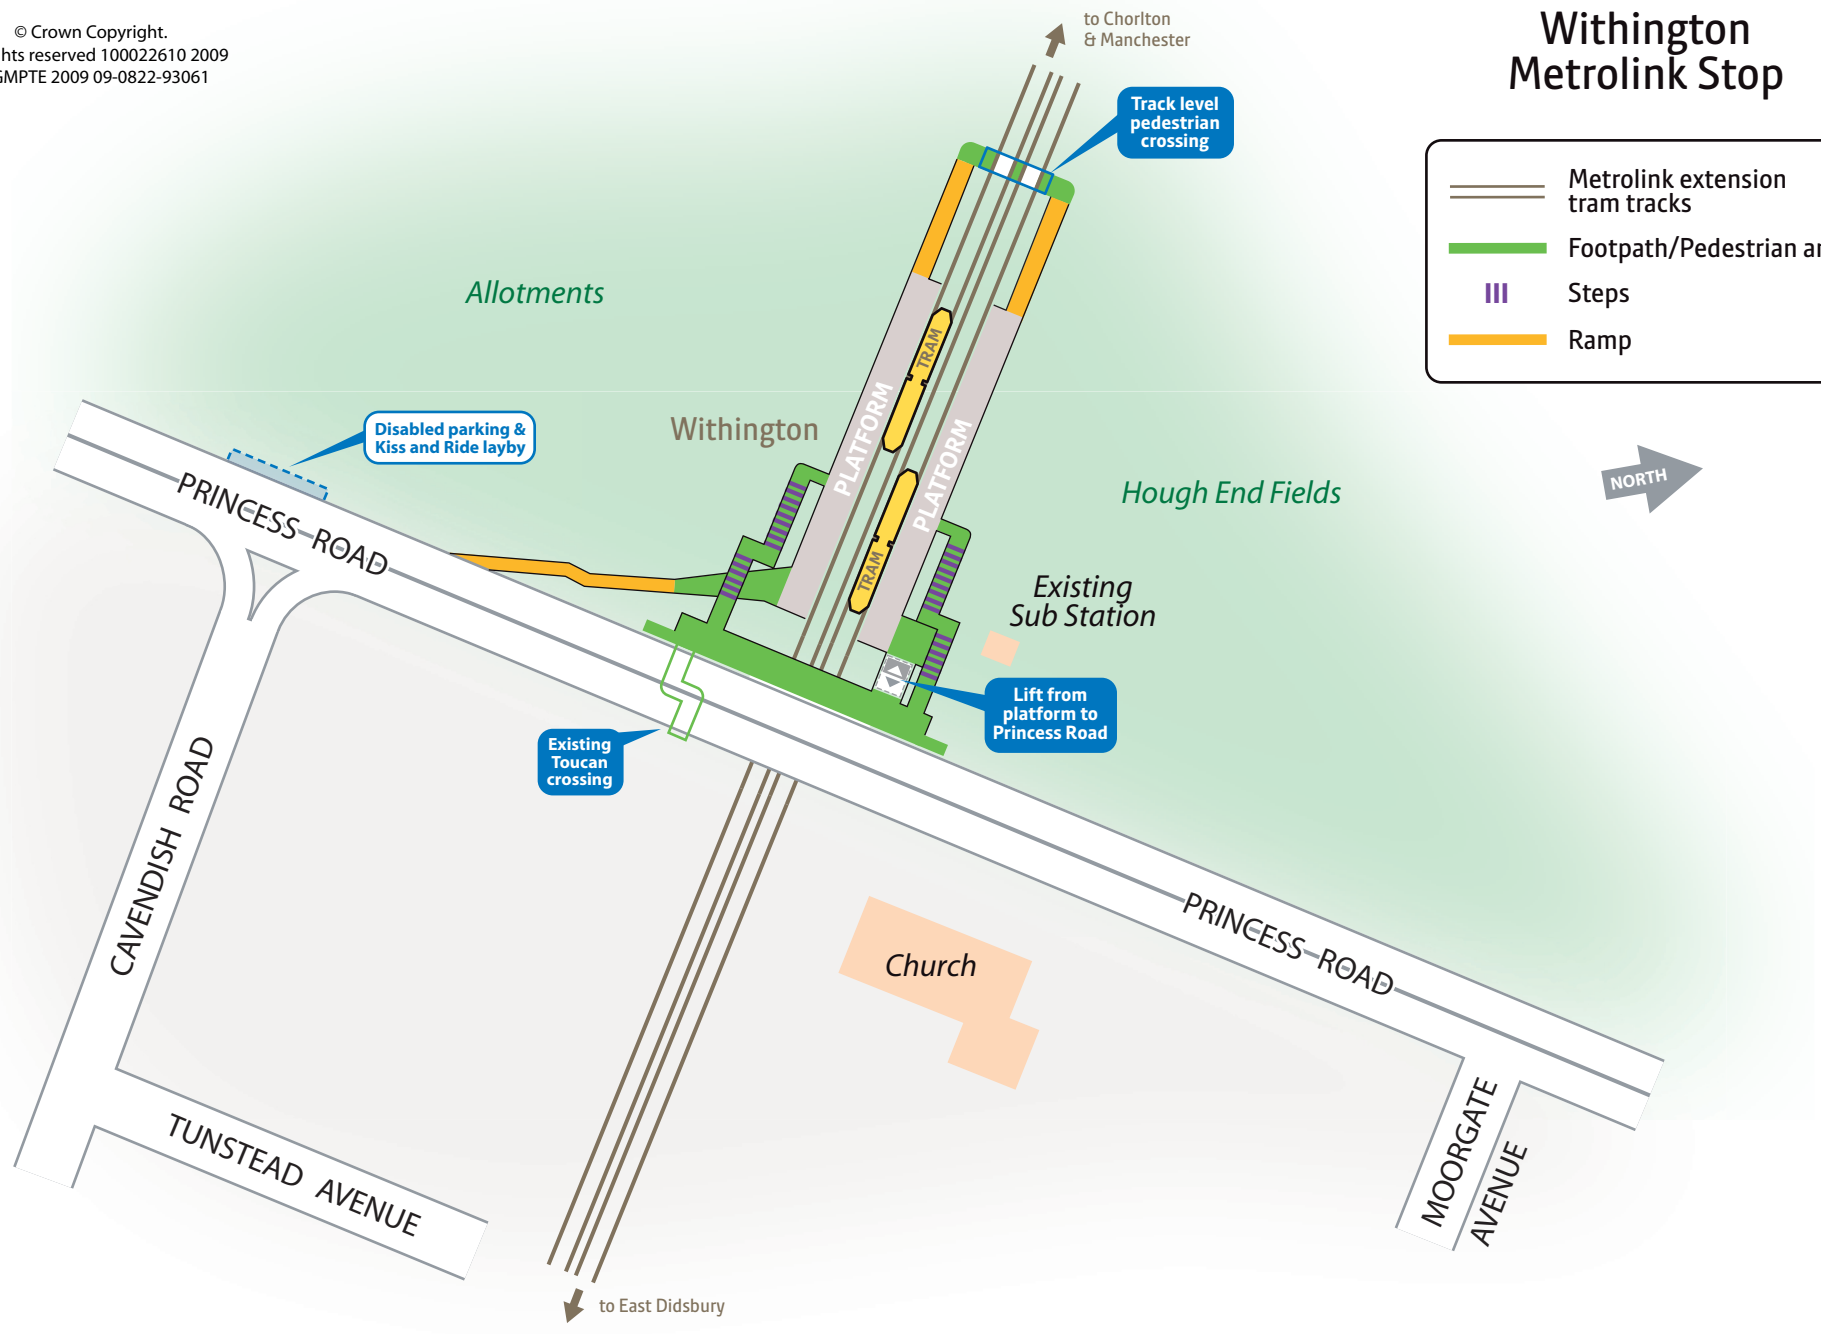 © Crown Copyright.
hts reserved 100022610 2009
GMPTE 2009 09-0822-93061
to Chorlton
& Manchester
Withington
Metrolink Stop
Track level
pedestrian
crossing
Metrolink extension
tram tracks
Footpath/Pedestrian ar
Steps
Ramp
Allotments
TRAM
PLATFORM
Withington
Disabled parking &
Kiss and Ride layby
PLATFORM
Hough End Fields
NORTH
PRINCESS ROAD
TRAM
Existing
Sub Station
Lift from
platform to
Princess Road
Existing
Toucan
crossing
CAVENDISH ROAD
PRINCESS ROAD
Church
TUNSTEAD AVENUE
MOORGATE
AVENUE
to East Didsbury